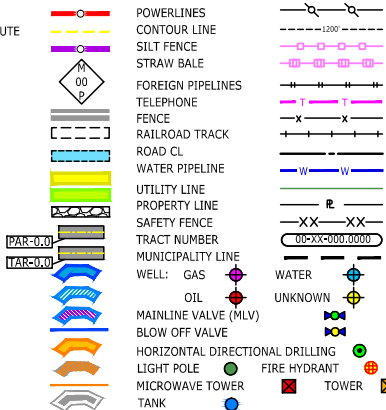 POWERLINES
UTE CONTOUR LINE 1200'
SILT FENCE
STRAW BALE
M
00
P
FOREIGN PIPELINES
TELEPHONE T T
FENCE X X
RAILROAD TRACK
ROAD CL
WATER PIPELINE W W
UTILITY LINE
PROPERTY LINE PL
SAFETY FENCE XX XX
PAR-0.0 TRACT NUMBER 00-XX-000.0000
TAR-0.0 MUNICIPALITY LINE
WELL: GAS WATER
OIL UNKNOWN
MAINLINE VALVE (MLV)
BLOW OFF VALVE
HORIZONTAL DIRECTIONAL DRILLING
LIGHT POLE FIRE HYDRANT
MICROWAVE TOWER TOWER
TANK